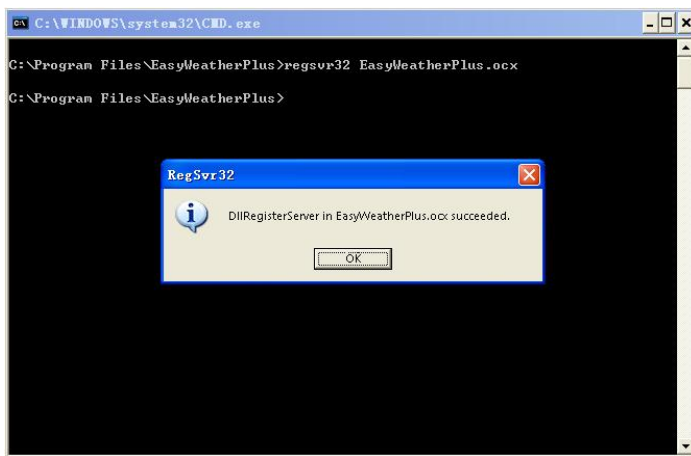 C:\WINDOWS\system32\CMD.exe
C:\Program Files\EasyWeatherPlus>regsvr32 EasyWeatherPlus.ocx
C:\Program Files\EasyWeatherPlus>
RegSvr32
DllRegisterServer in EasyWeatherPlus.ocx succeeded.
OK